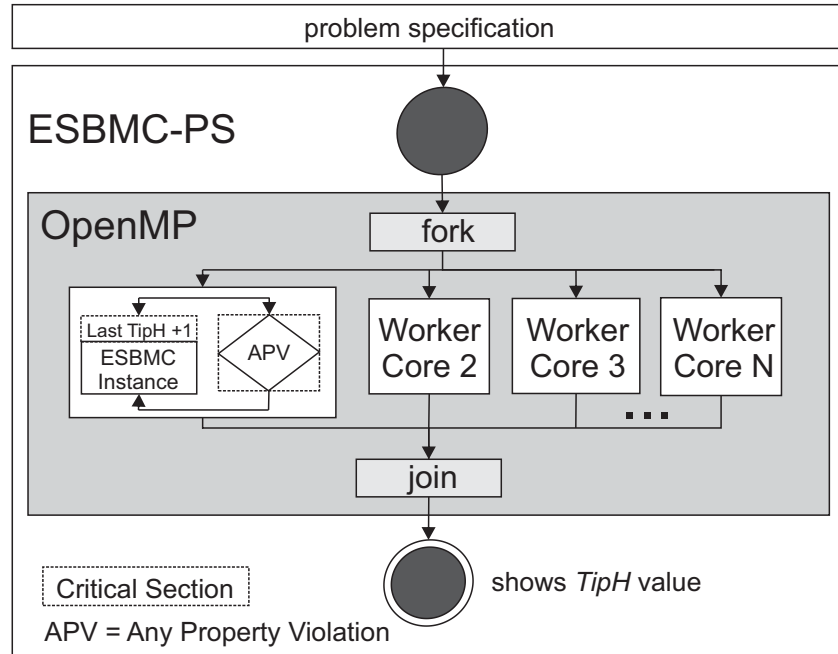 problem specification
ESBMC-PS
OpenMP
fork
Last TipH +1
ESBMC
Instance
APV
Worker
Core 2
Worker
Core 3
Worker
Core N
...
join
shows TipH value
Critical Section
APV = Any Property Violation